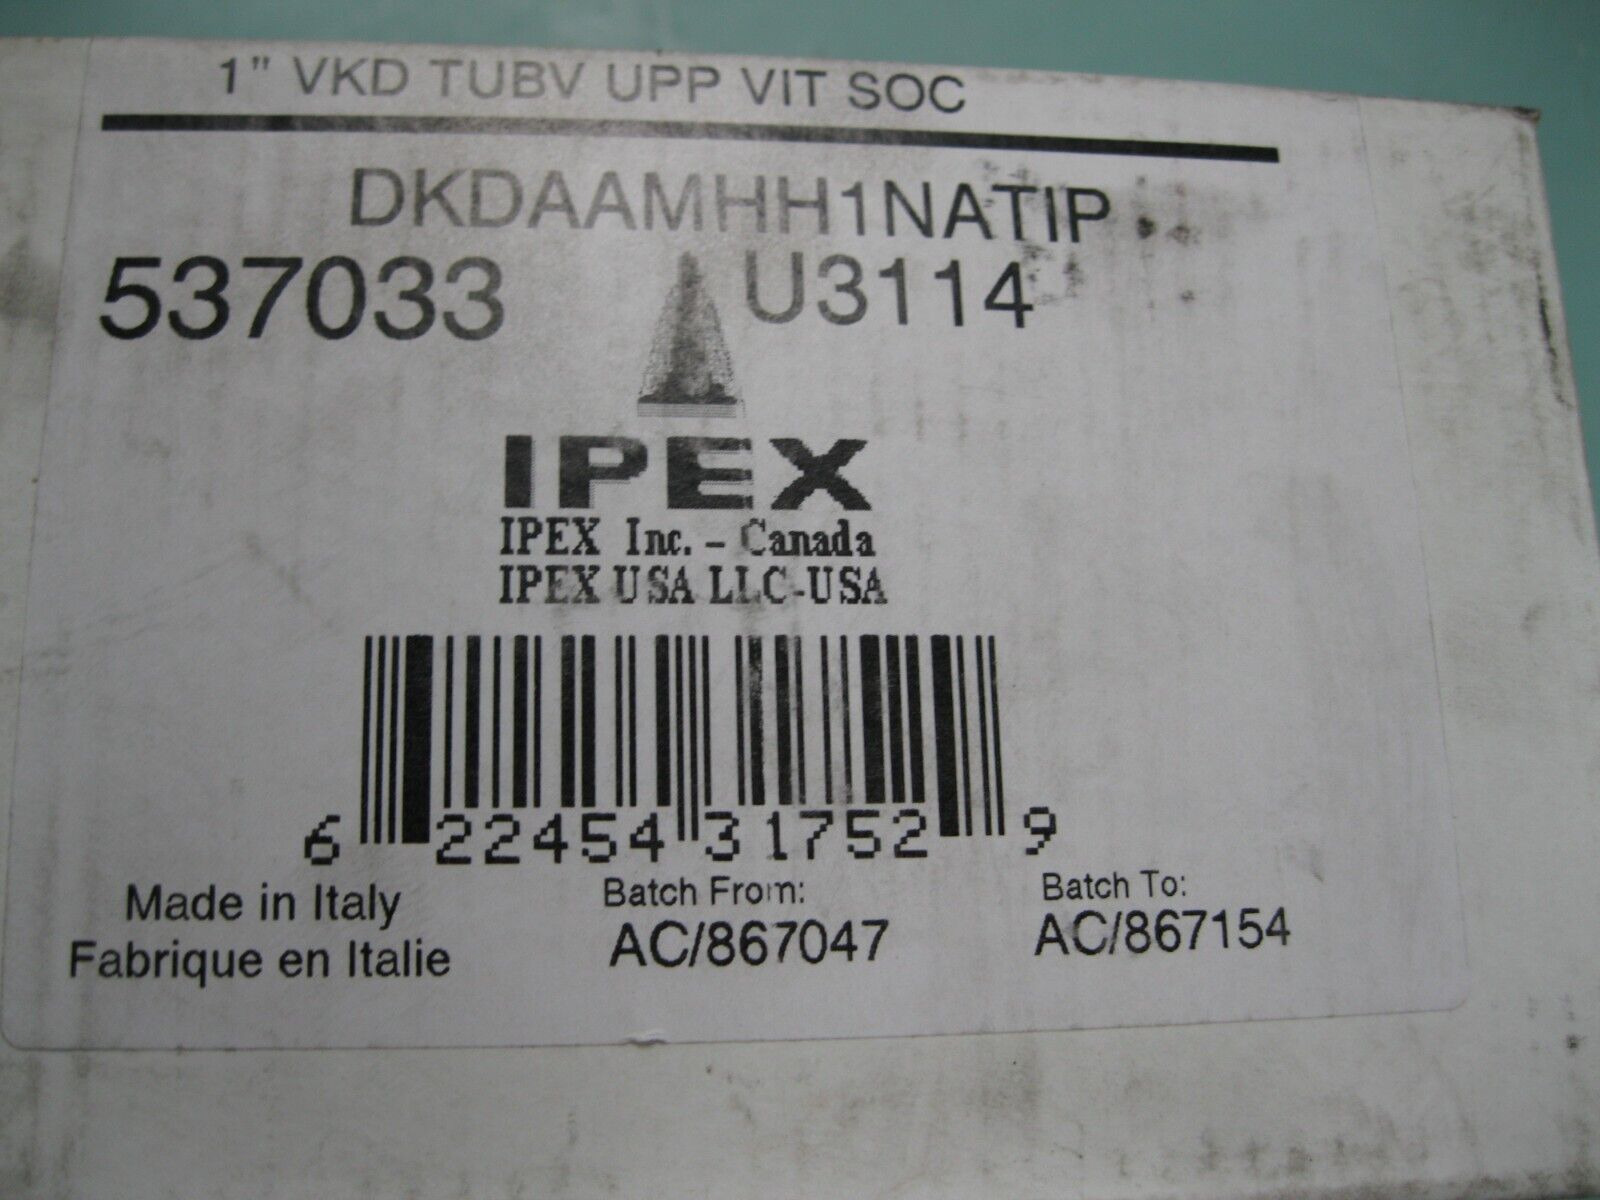 1" VKD TUBV UPP VIT SOC
DKDAAMHH1NATIP
537033 U3114
IPEX
IPEX Inc. - Canada
IPEX USA LLC-USA
6 22454 31752 9
Made in Italy
Fabrique en Italie
Batch From:
AC/867047
Batch To:
AC/867154